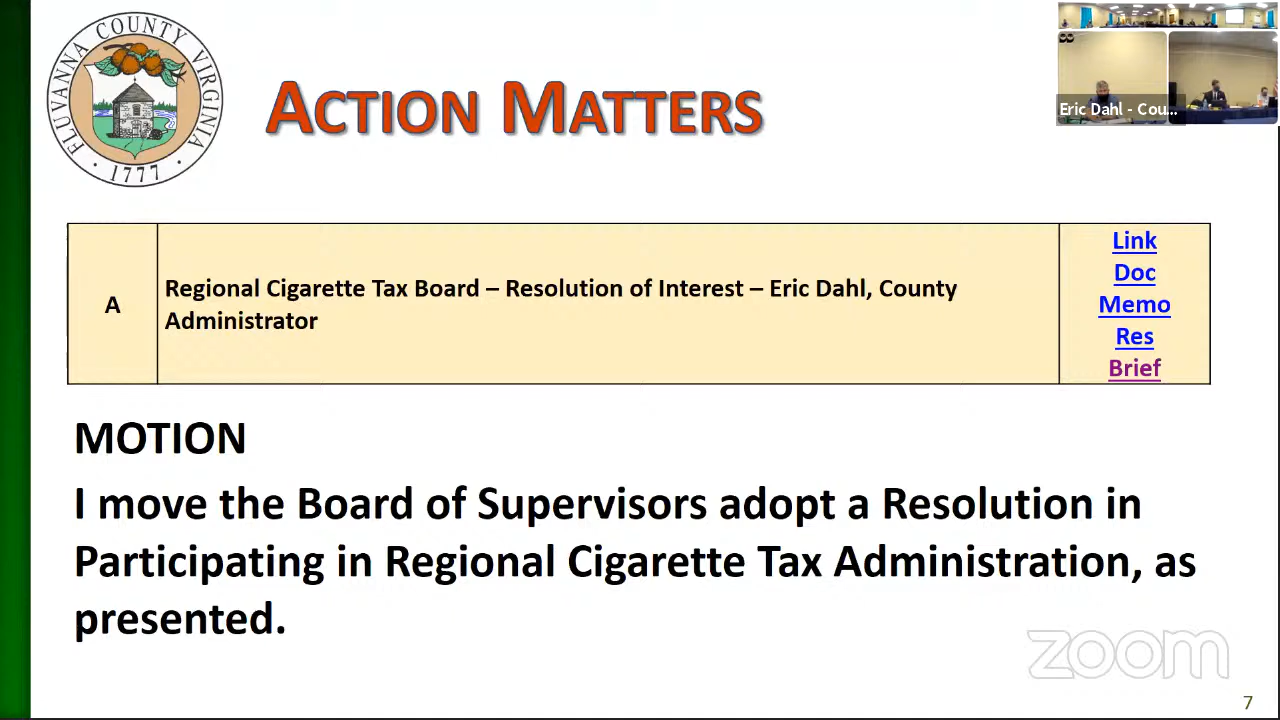 FLUVANNA COUNTY VIRGINIA
· 1777 ·
ACTION MATTERS
Eric Dahl - Cou...
A
Regional Cigarette Tax Board – Resolution of Interest – Eric Dahl, County
Administrator
Link
Doc
Memo
Res
Brief
MOTION
I move the Board of Supervisors adopt a Resolution in
Participating in Regional Cigarette Tax Administration, as
presented.
zoom
7